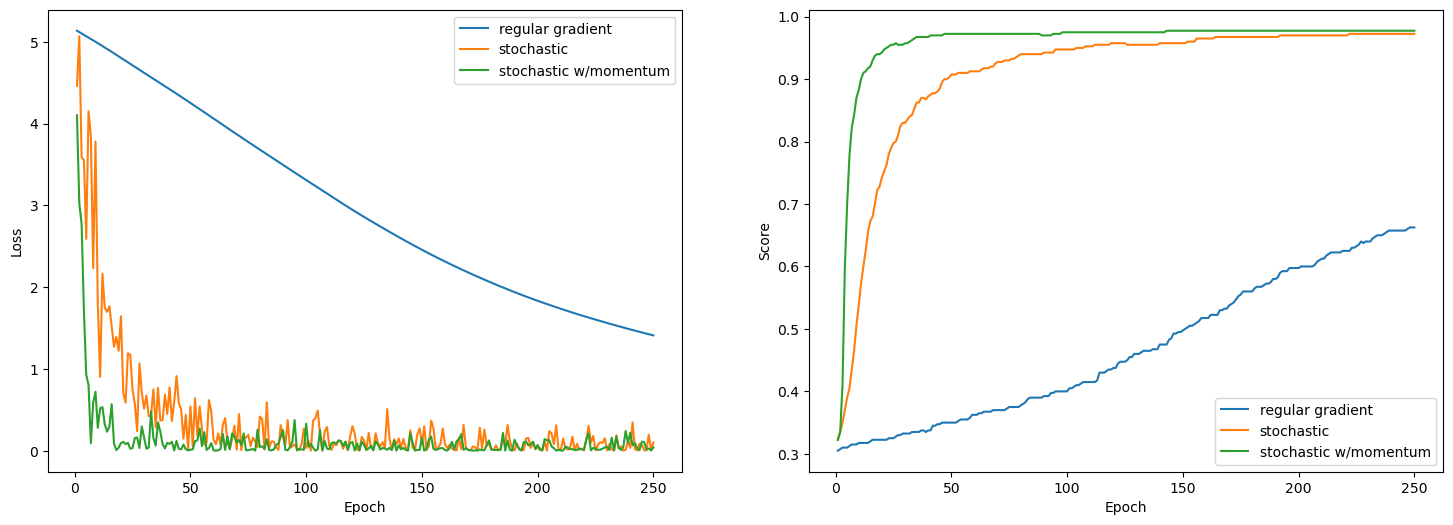 regular gradient
stochastic
stochastic w/momentum
5
4
3
2
1
0
Loss
0
50
100
150
200
250
Epoch
1.0
0.9
0.8
0.7
0.6
0.5
0.4
0.3
Score
regular gradient
stochastic
stochastic w/momentum
0
50
100
150
200
250
Epoch